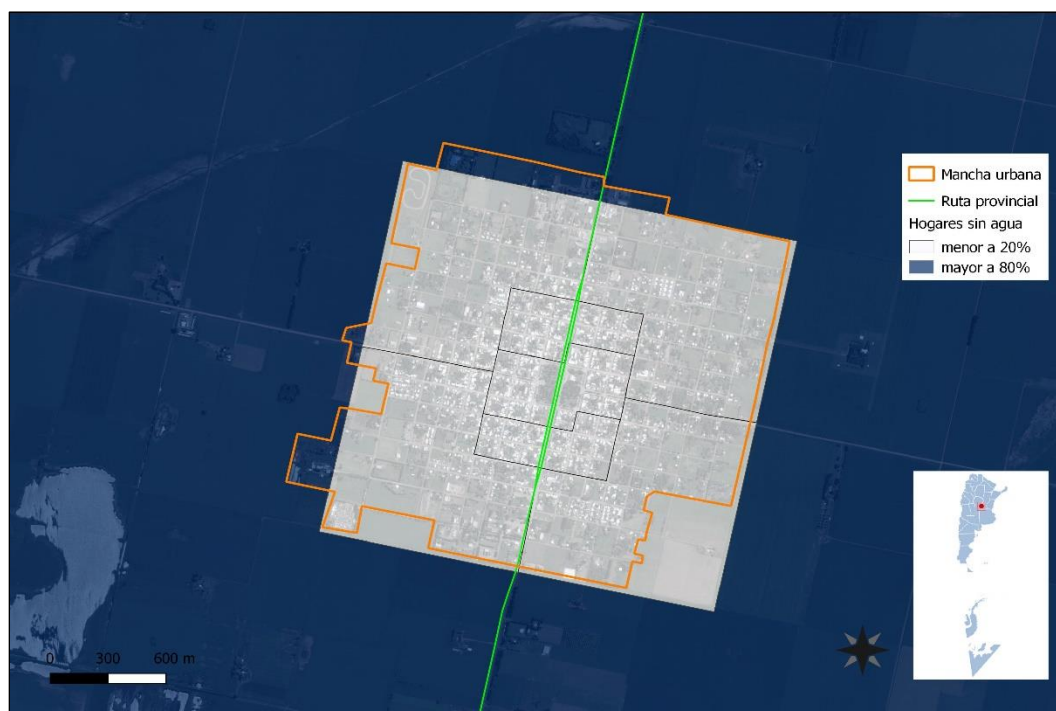 Mancha urbana
Ruta provincial
Hogares sin agua
menor a 20%
mayor a 80%
0 300 600 m